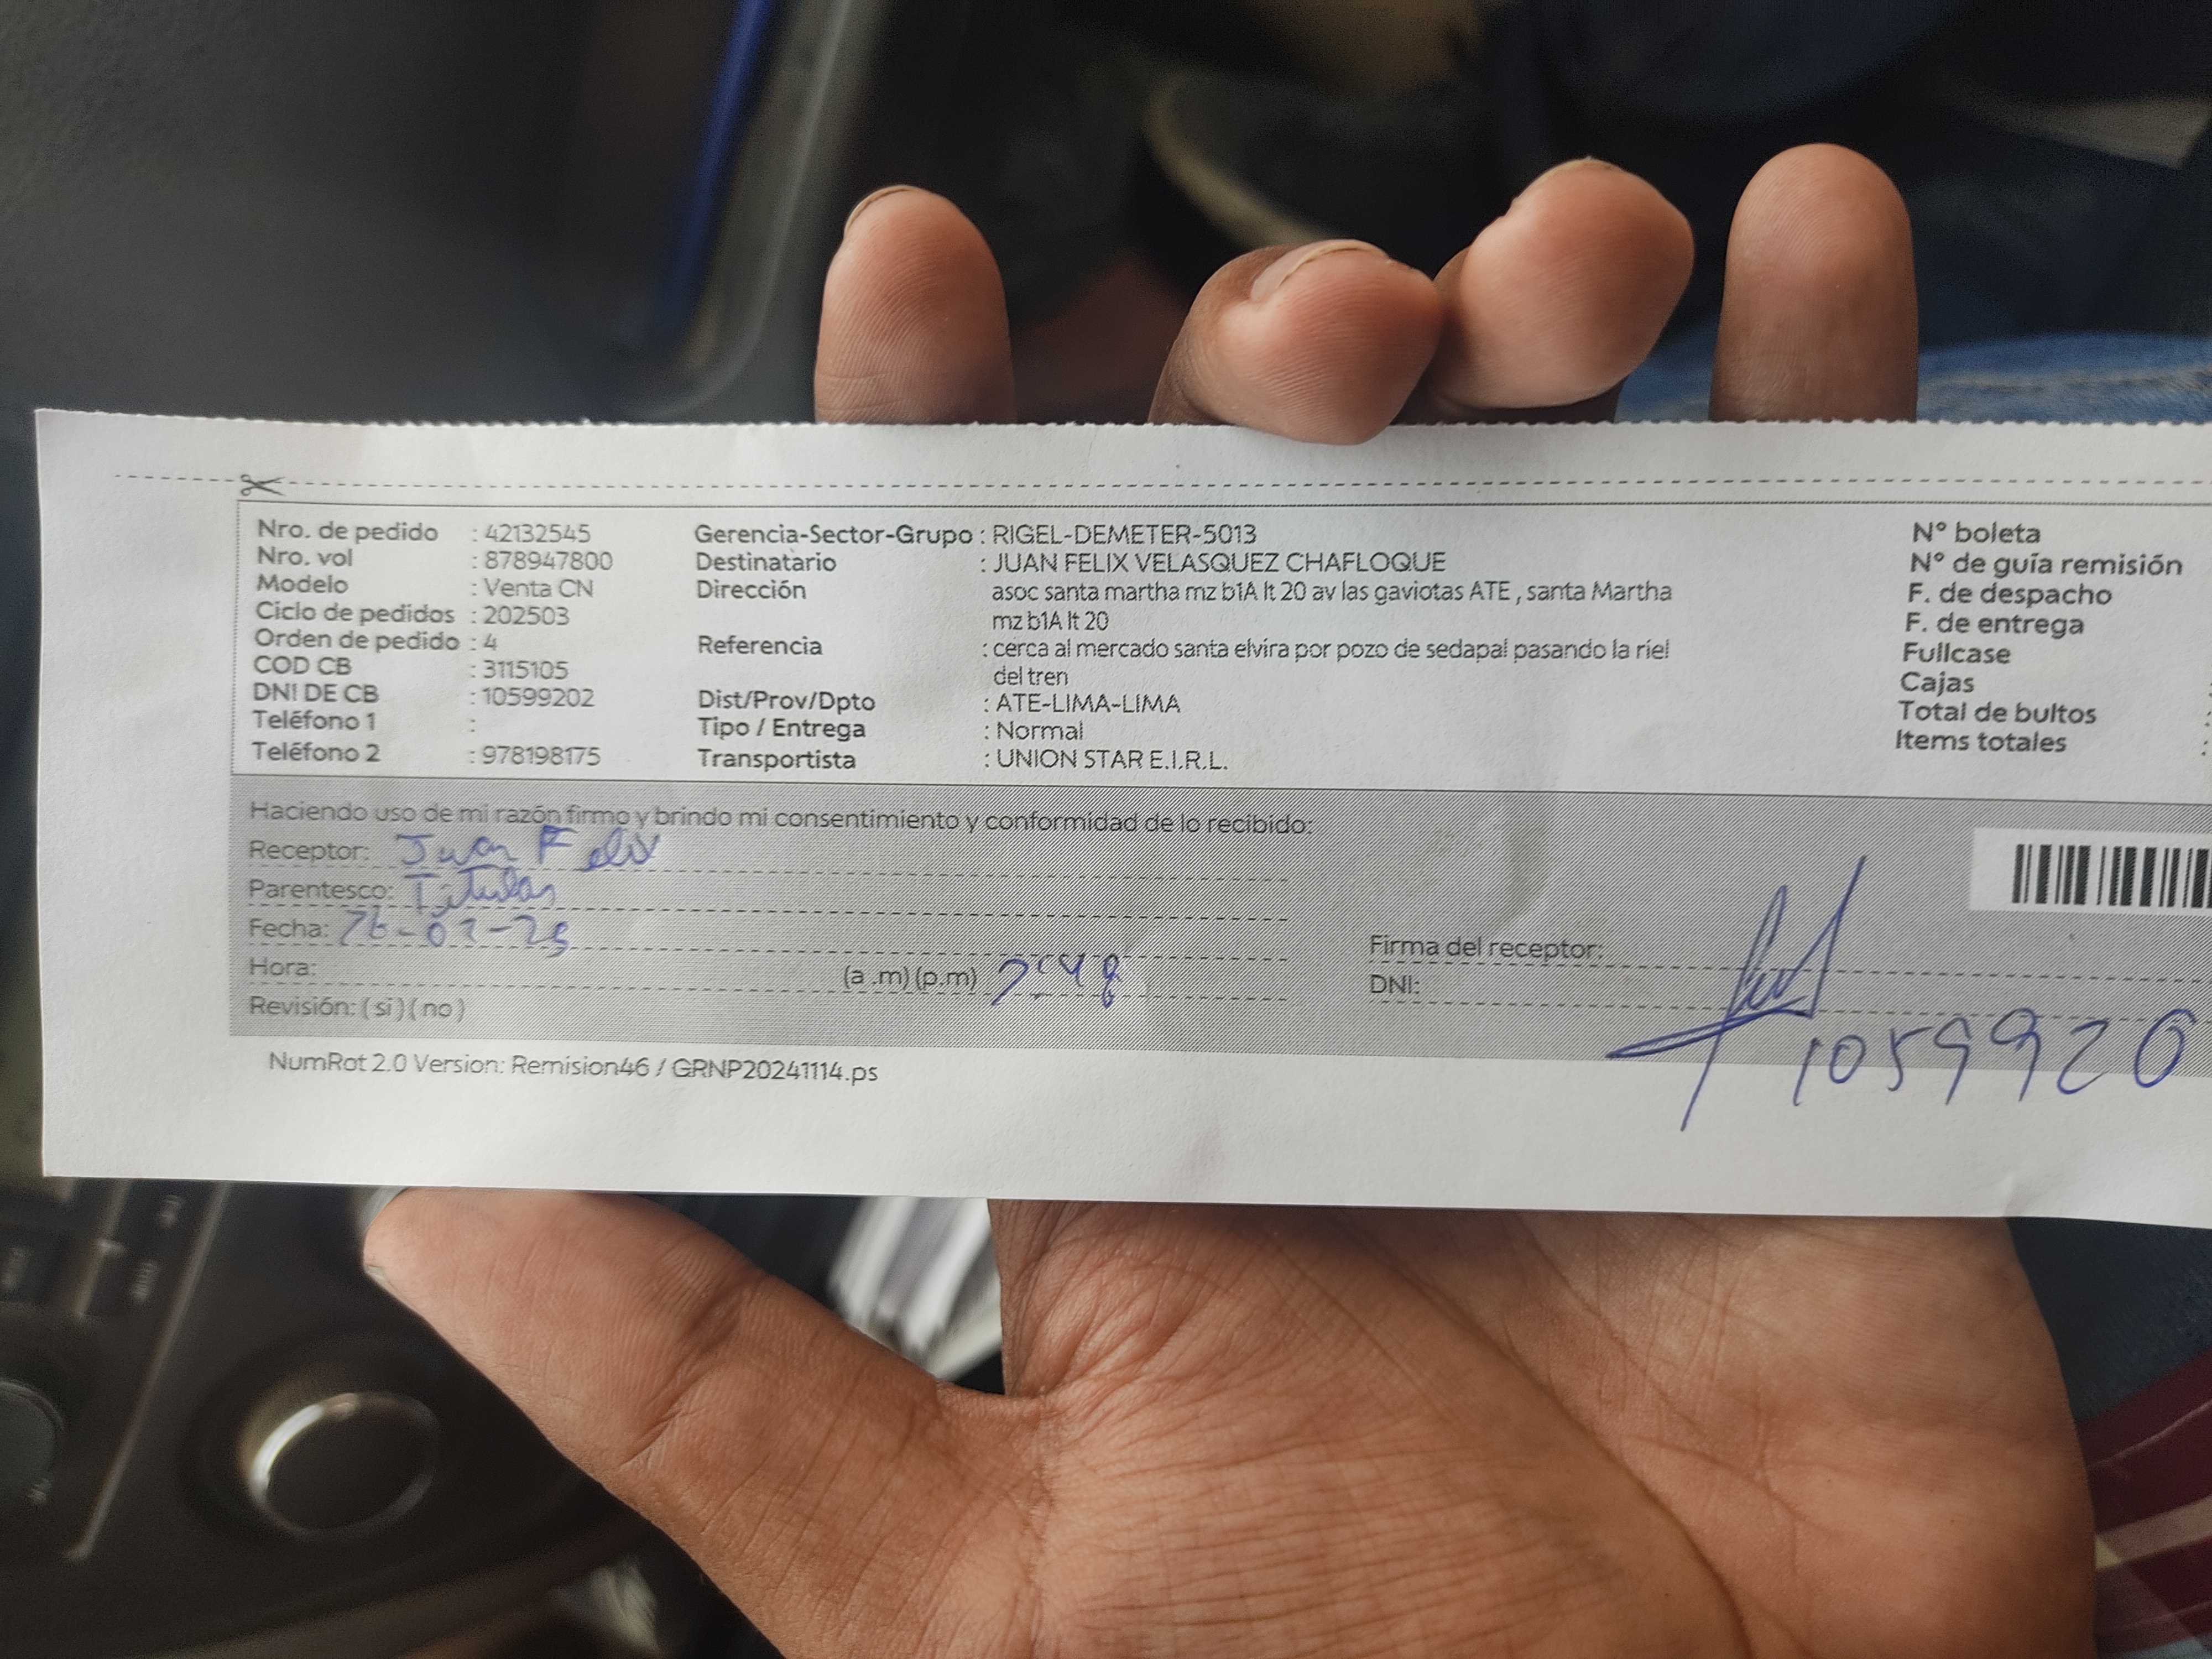 Nro. de pedido : 42132545
Nro. vol : 878947800
Modelo : Venta CN
Ciclo de pedidos : 202503
Orden de pedido : 4
COD CB : 3115105
DNI DE CB : 10599202
Teléfono 1 :
Teléfono 2 : 978198175
Gerencia-Sector-Grupo : RIGEL-DEMETER-5013
Destinatario : JUAN FELIX VELASQUEZ CHAFLOQUE
Dirección asoc santa martha mz b1A lt 20 av las gaviotas ATE , santa Martha
mz b1A lt 20
Referencia : cerca al mercado santa elvira por pozo de sedapal pasando la riel
del tren
Dist/Prov/Dpto : ATE-LIMA-LIMA
Tipo / Entrega : Normal
Transportista : UNION STAR E.I.R.L.
N° boleta
N° de guía remisión
F. de despacho
F. de entrega
Fullcase
Cajas
Total de bultos
Items totales
Haciendo uso de mi razón firmo y brindo mi consentimiento y conformidad de lo recibido:
Receptor: Juan Felix
Parentesco: Titular
Fecha:
Hora: (a .m) (p.m)
Revisión: ( si ) ( no )
Firma del receptor:
DNI: 1059920
NumRot 2.0 Version: Remision46 / GRNP20241114.ps